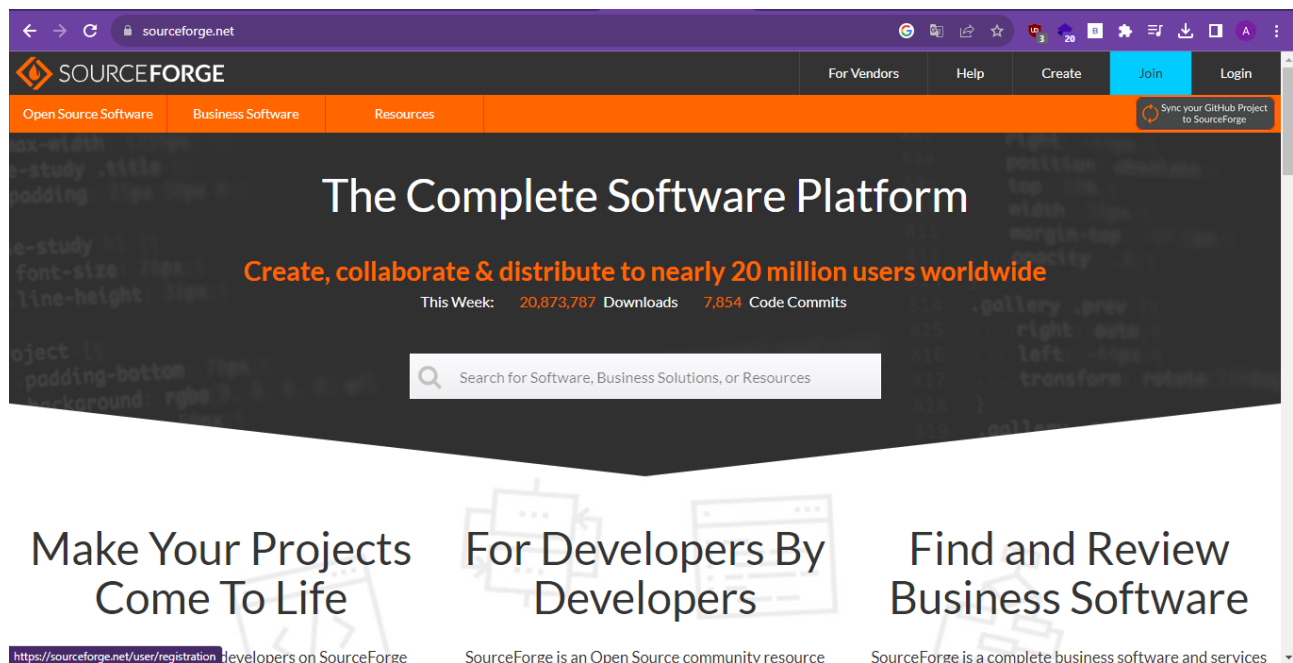 sourceforge.net
3
20
B
A
SOURCEFORGE
For Vendors
Help
Create
Join
Login
Open Source Software
Business Software
Resources
Sync your GitHub Project
to SourceForge
The Complete Software Platform
Create, collaborate & distribute to nearly 20 million users worldwide
This Week: 20,873,787 Downloads 7,854 Code Commits
Search for Software, Business Solutions, or Resources
Make Your Projects
Come To Life
For Developers By
Developers
Find and Review
Business Software
https://sourceforge.net/user/registration
developers on SourceForge
SourceForge is an Open Source community resource
SourceForge is a complete business software and services